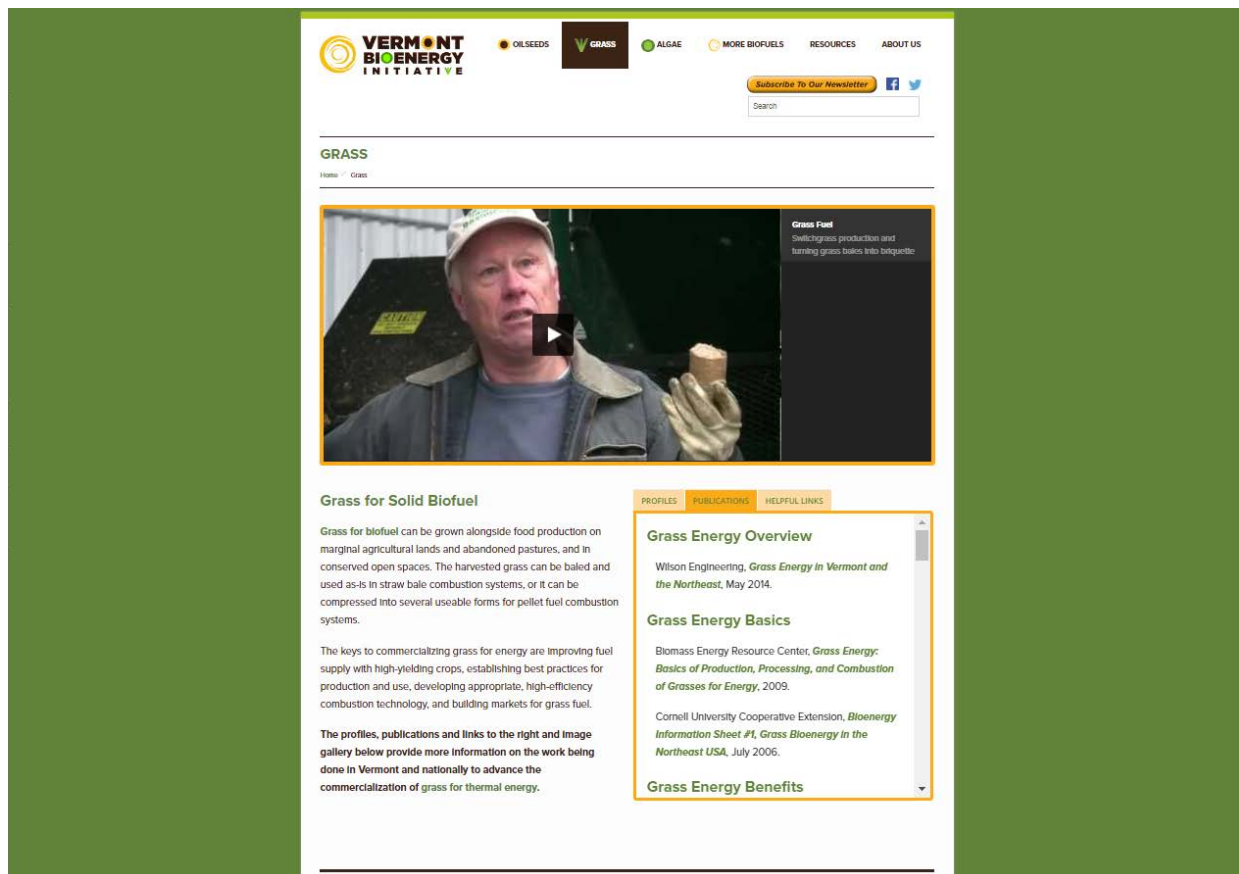 VERMONT
BIOENERGY
INITIATIVE
OILSEEDS
GRASS
ALGAE
MORE BIOFUELS
RESOURCES
ABOUT US
Subscribe To Our Newsletter
Search
GRASS
Home
Grass
CAUTION
Grass Fuel
Switchgrass production and
turning grass bales into briquette
Grass for Solid Biofuel
Grass for biofuel can be grown alongside food production on
marginal agricultural lands and abandoned pastures, and in
conserved open spaces. The harvested grass can be baled and
used as-is in straw bale combustion systems, or it can be
compressed into several useable forms for pellet fuel combustion
systems.
The keys to commercializing grass for energy are improving fuel
supply with high-yielding crops, establishing best practices for
production and use, developing appropriate, high-efficiency
combustion technology, and building markets for grass fuel.
The profiles, publications and links to the right and image
gallery below provide more information on the work being
done in Vermont and nationally to advance the
commercialization of grass for thermal energy.
PROFILES
PUBLICATIONS
HELPFUL LINKS
Grass Energy Overview
Wilson Engineering, Grass Energy in Vermont and
the Northeast, May 2014.
Grass Energy Basics
Biomass Energy Resource Center, Grass Energy:
Basics of Production, Processing, and Combustion
of Grasses for Energy, 2009.
Cornell University Cooperative Extension, Bioenergy
Information Sheet #1, Grass Bioenergy in the
Northeast USA, July 2006.
Grass Energy Benefits